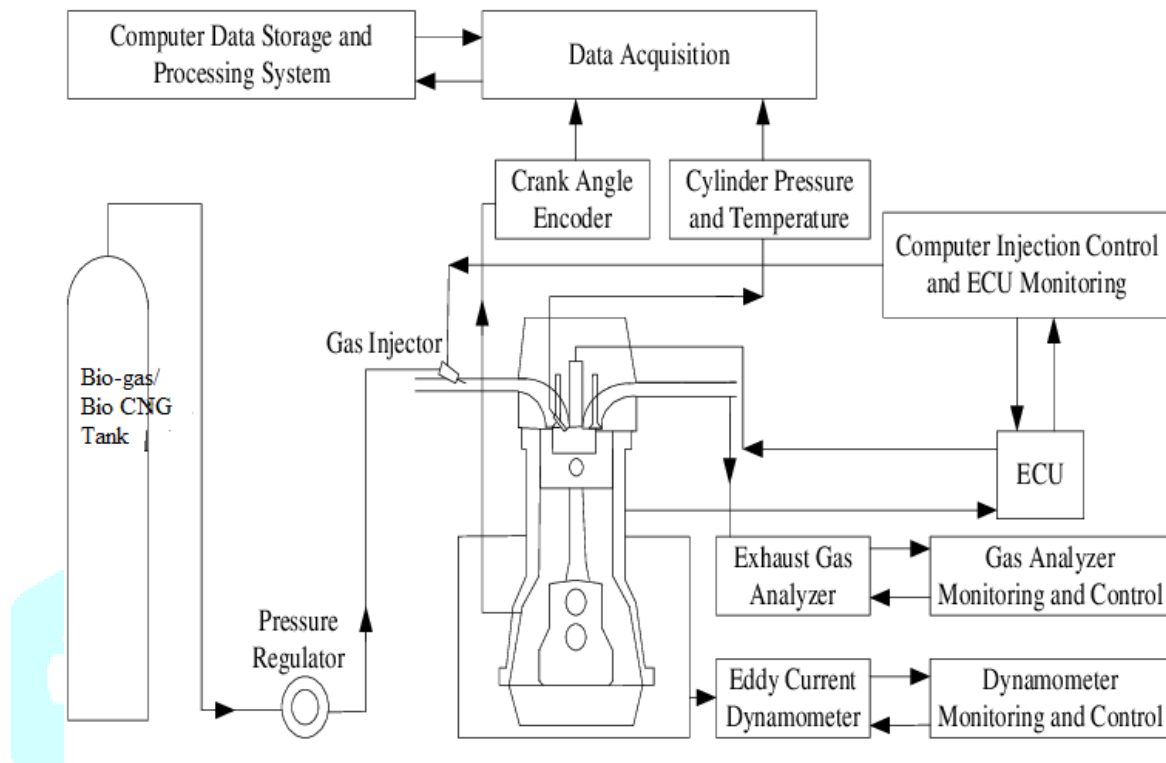 Computer Data Storage and
Processing System
Data Acquisition
Crank Angle
Encoder
Cylinder Pressure
and Temperature
Computer Injection Control
and ECU Monitoring
Gas Injector
Bio-gas/
Bio CNG
Tank
ECU
Exhaust Gas
Analyzer
Gas Analyzer
Monitoring and Control
Pressure
Regulator
Eddy Current
Dynamometer
Dynamometer
Monitoring and Control